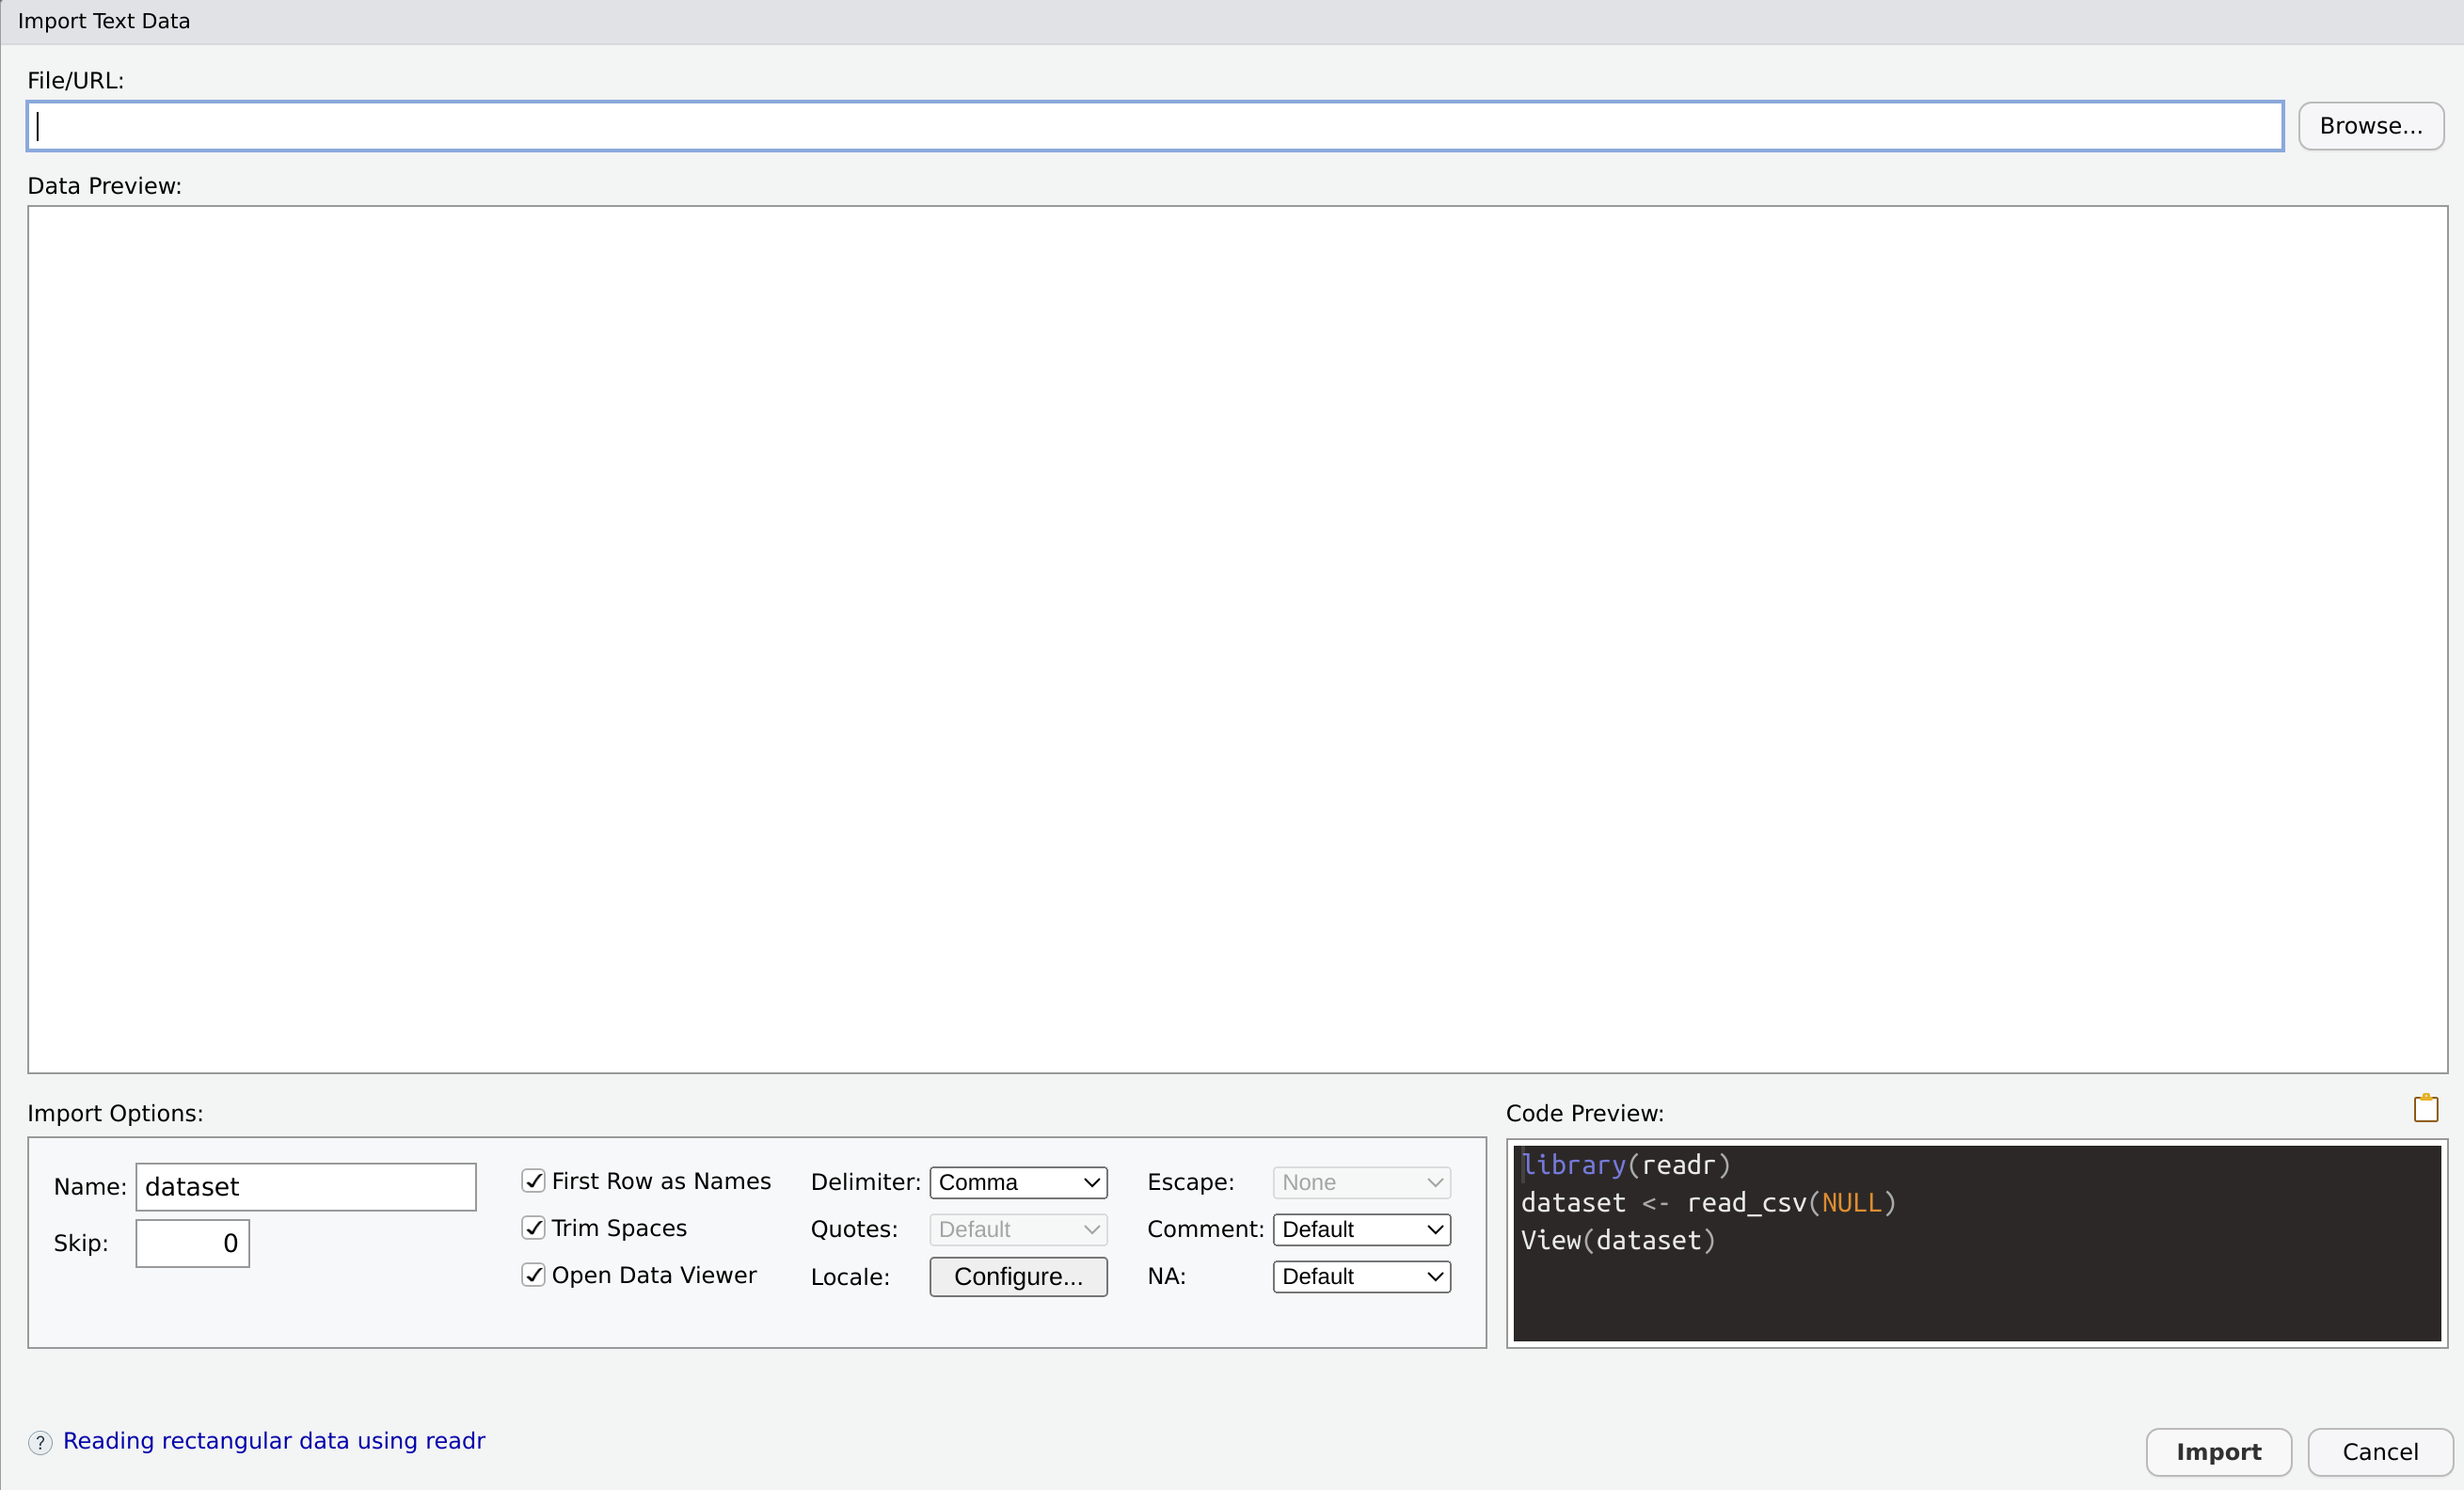 Import Text Data
File/URL:
Browse...
Data Preview:
Import Options:
Name: dataset
Skip: 0
First Row as Names
Trim Spaces
Open Data Viewer
Delimiter: Comma
Quotes: Default
Locale: Configure...
Escape: None
Comment: Default
NA: Default
Code Preview:
library(readr)
dataset <- read_csv(NULL)
View(dataset)
? Reading rectangular data using readr
Import
Cancel